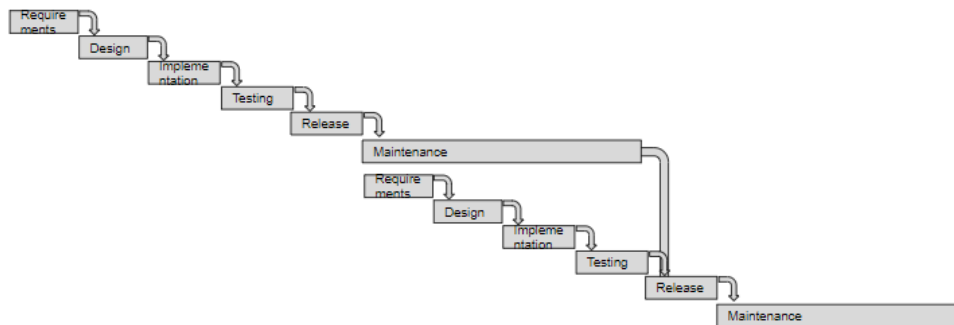 Require
ments
Design
Impleme
ntation
Testing
Release
Maintenance
Require
ments
Design
Impleme
ntation
Testing
Release
Maintenance